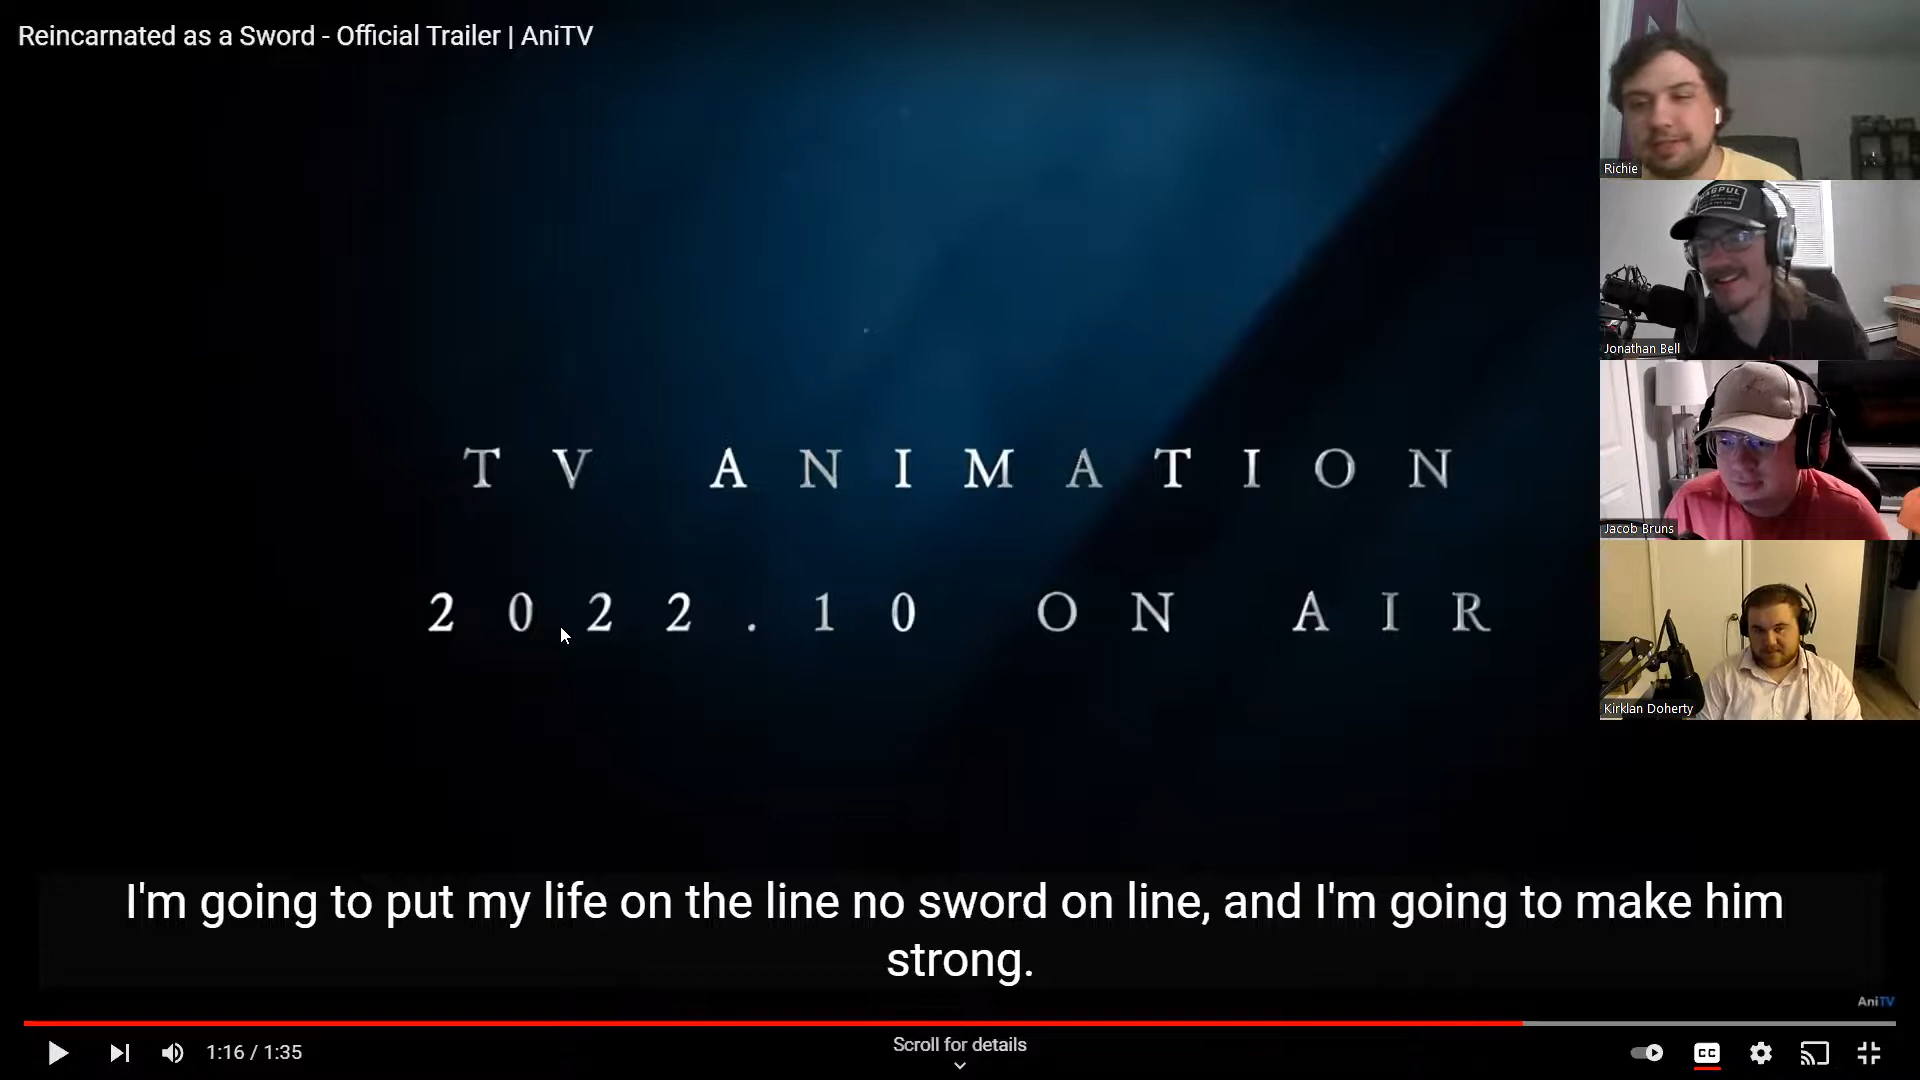 Reincarnated as a Sword - Official Trailer | AniTV
Richie
MAGPUL
Jonathan Bell
Jacob Bruns
Kirklan Doherty
TV ANIMATION
2022.10 ON AIR
I'm going to put my life on the line no sword on line, and I'm going to make him
strong.
AniTV
1:16 / 1:35
Scroll for details
CC